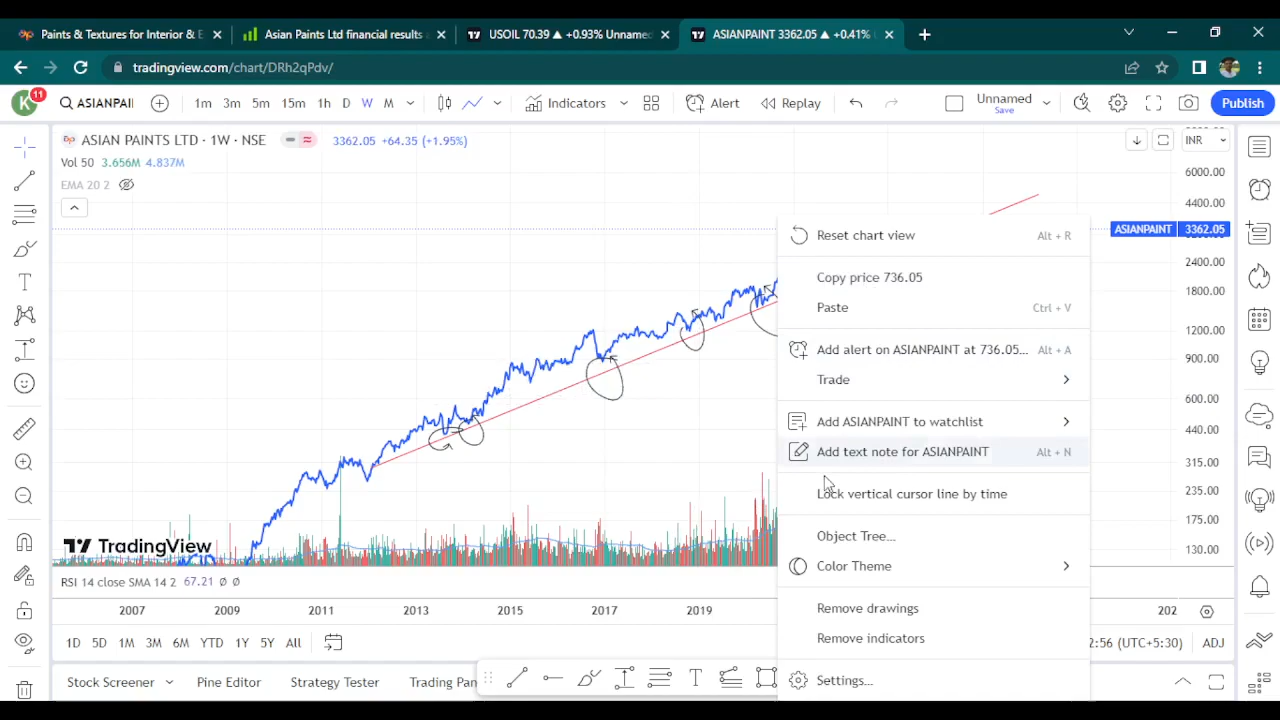 Paints & Textures for Interior & E
Asian Paints Ltd financial results
USOIL 70.39 ▲ +0.93% Unnamed
ASIANPAINT 3362.05 ▲ +0.41%
tradingview.com/chart/DRh2qPdv/
K 11 ASIANPAI 1m 3m 5m 15m 1h D W M Indicators Alert Replay Unnamed Save Publish
ASIAN PAINTS LTD · 1W · NSE 3362.05 +64.35 (+1.95%) INR
Vol 50 3.656M 4.837M
EMA 20 2
6000.00
4400.00
ASIANPAINT 3362.05
2400.00
1800.00
1200.00
900.00
600.00
440.00
315.00
235.00
175.00
130.00
Reset chart view Alt + R
Copy price 736.05
Paste Ctrl + V
Add alert on ASIANPAINT at 736.05... Alt + A
Trade
Add ASIANPAINT to watchlist
Add text note for ASIANPAINT Alt + N
Lock vertical cursor line by time
Object Tree...
Color Theme
Remove drawings
Remove indicators
Settings...
TradingView
RSI 14 close SMA 14 2 67.21 Ø Ø
2007 2009 2011 2013 2015 2017 2019 202
1D 5D 1M 3M 6M YTD 1Y 5Y All 2:56 (UTC+5:30) ADJ
Stock Screener Pine Editor Strategy Tester Trading Pan